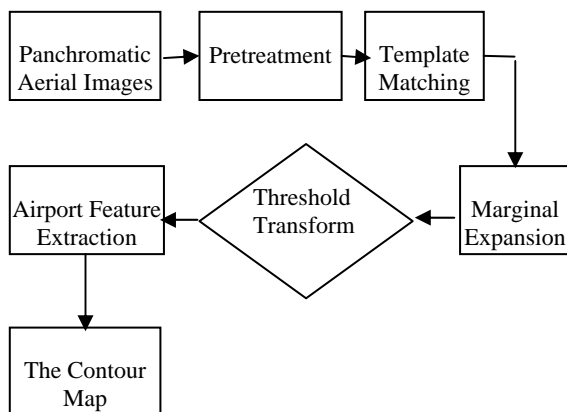 Panchromatic
Aerial Images
Pretreatment
Template
Matching
Marginal
Expansion
Threshold
Transform
Airport Feature
Extraction
The Contour
Map